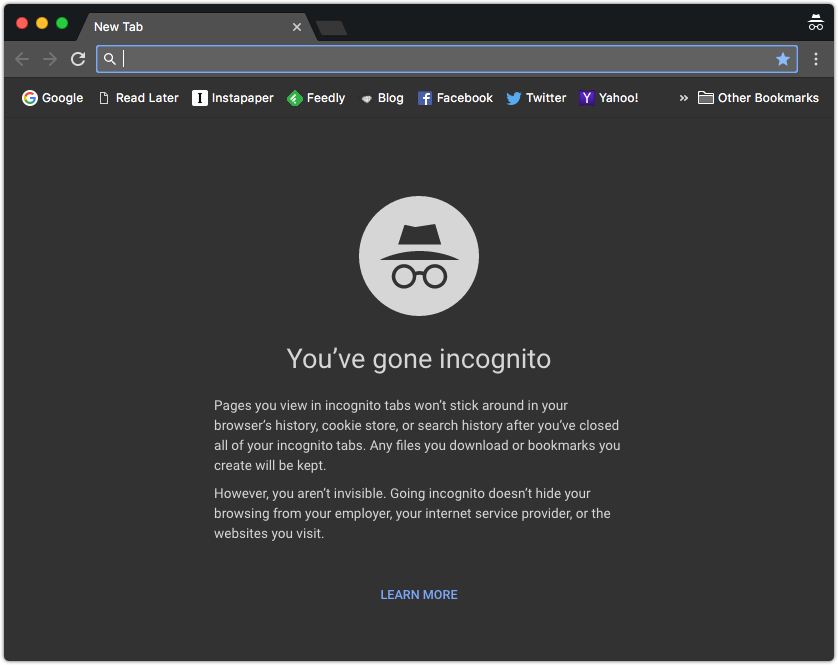 New Tab
Google Read Later Instapaper Feedly Blog Facebook Twitter Yahoo! » Other Bookmarks
You’ve gone incognito
Pages you view in incognito tabs won’t stick around in your
browser’s history, cookie store, or search history after you’ve closed
all of your incognito tabs. Any files you download or bookmarks you
create will be kept.
However, you aren’t invisible. Going incognito doesn’t hide your
browsing from your employer, your internet service provider, or the
websites you visit.
LEARN MORE